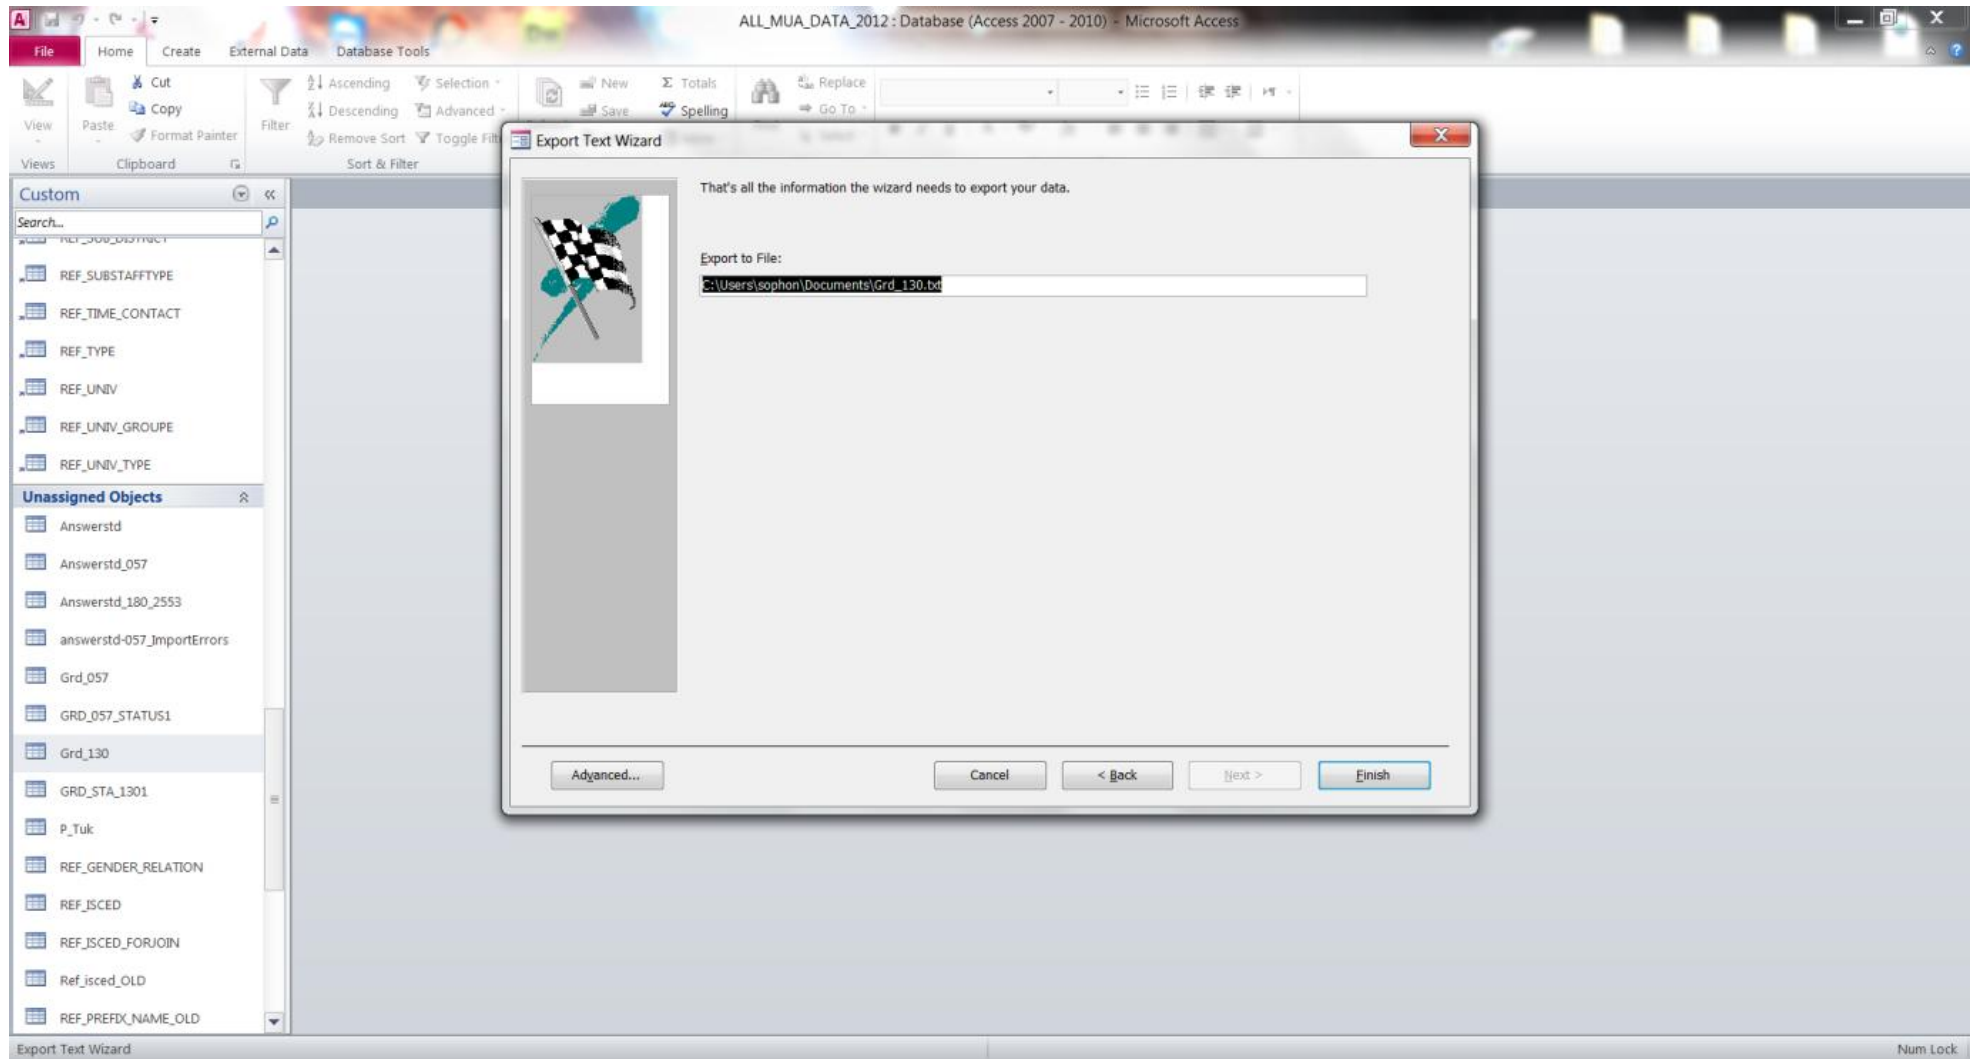 ALL_MUA_DATA_2012 : Database (Access 2007 - 2010) - Microsoft Access
File Home Create External Data Database Tools
View
Paste
Cut
Copy
Format Painter
Filter
Ascending
Descending
Remove Sort
Selection
Advanced
Toggle Filt
New
Save
Totals
Spelling
Replace
Go To
Views Clipboard Sort & Filter
Custom
Search...
REF_SUB_DISTRICT
REF_SUBSTAFFTYPE
REF_TIME_CONTACT
REF_TYPE
REF_UNIV
REF_UNIV_GROUPE
REF_UNIV_TYPE
Unassigned Objects
Answerstd
Answerstd_057
Answerstd_180_2553
answerstd-057_ImportErrors
Grd_057
GRD_057_STATUS1
Grd_130
GRD_STA_1301
P_Tuk
REF_GENDER_RELATION
REF_ISCED
REF_ISCED_FORJOIN
Ref_isced_OLD
REF_PREFIX_NAME_OLD
Export Text Wizard
That's all the information the wizard needs to export your data.
Export to File:
C:\Users\sophon\Documents\Grd_130.txt
Advanced... Cancel < Back Next > Finish
Export Text Wizard Num Lock